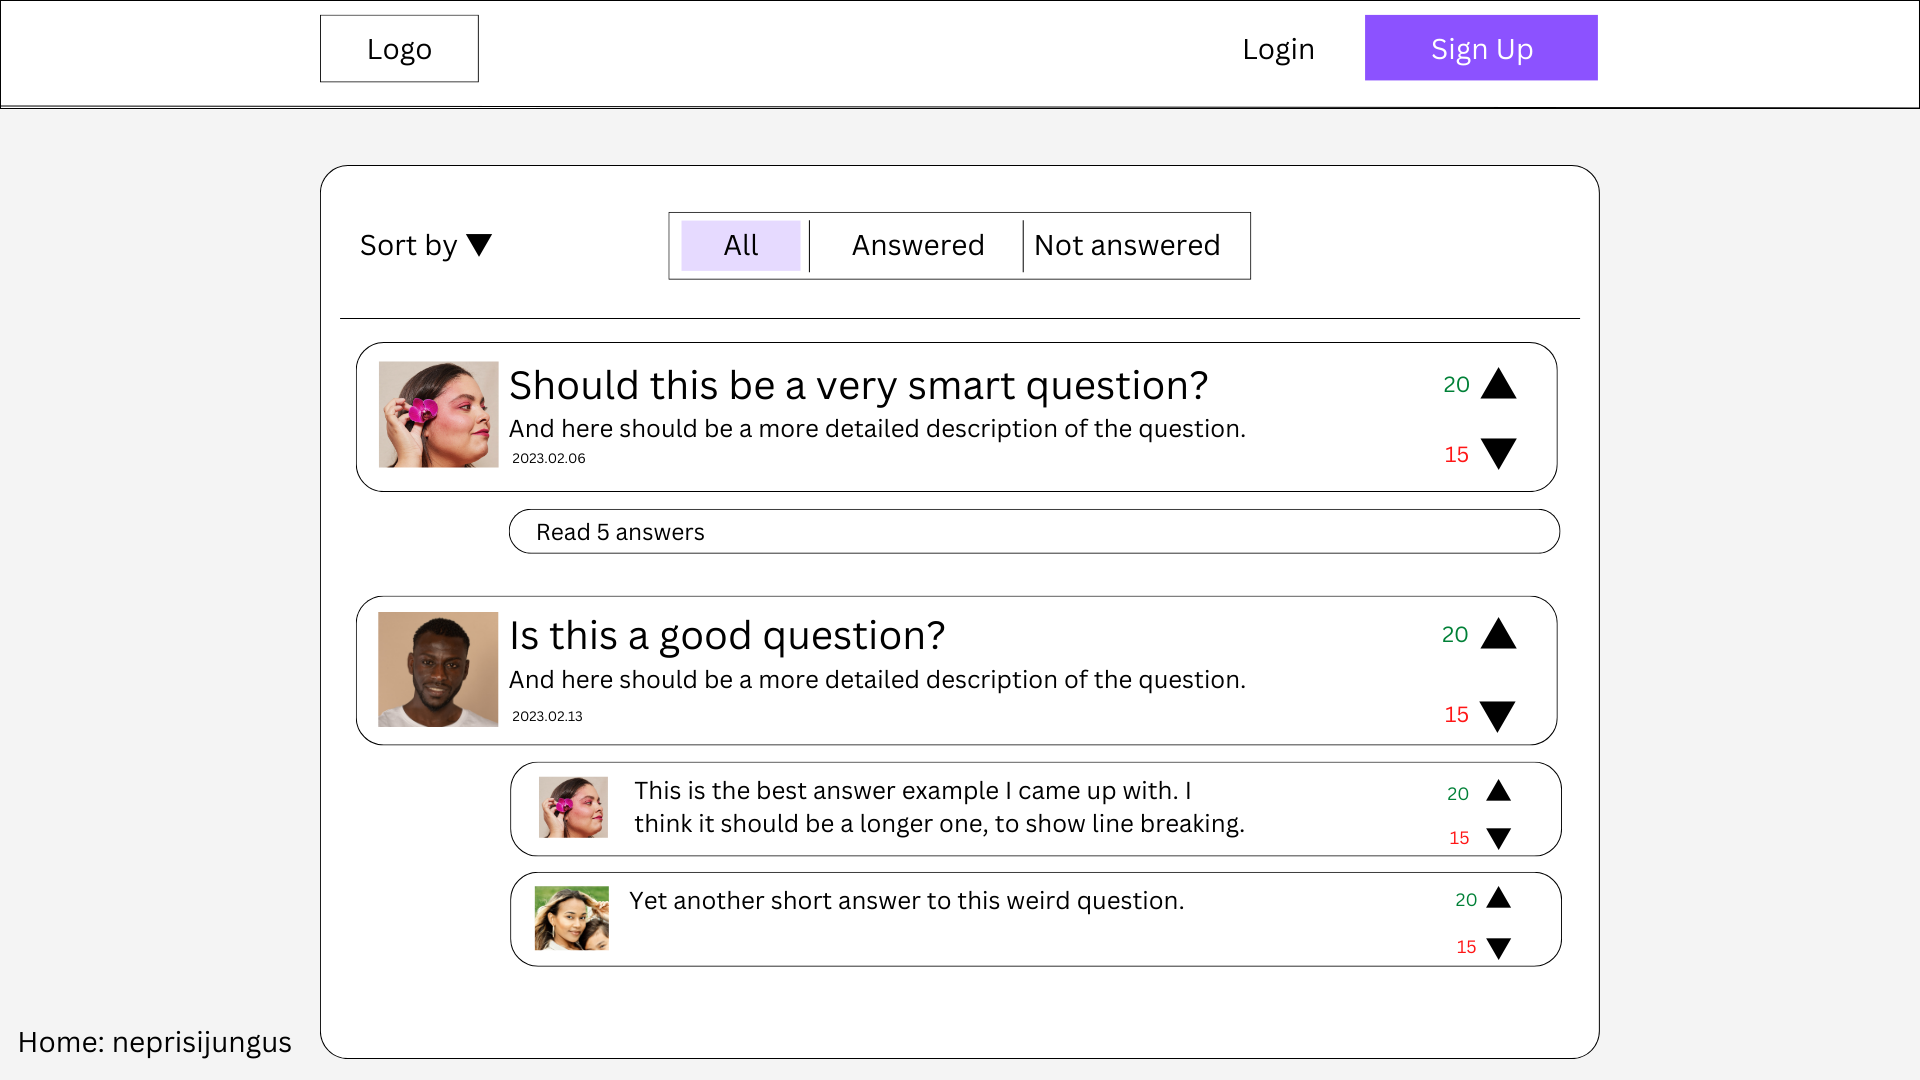 Logo
Login
Sign Up
Sort by
All
Answered
Not answered
Should this be a very smart question?
And here should be a more detailed description of the question.
2023.02.06
20
15
Read 5 answers
Is this a good question?
And here should be a more detailed description of the question.
2023.02.13
20
15
This is the best answer example I came up with. I
think it should be a longer one, to show line breaking.
20
15
Yet another short answer to this weird question.
20
15
Home: neprisijungus